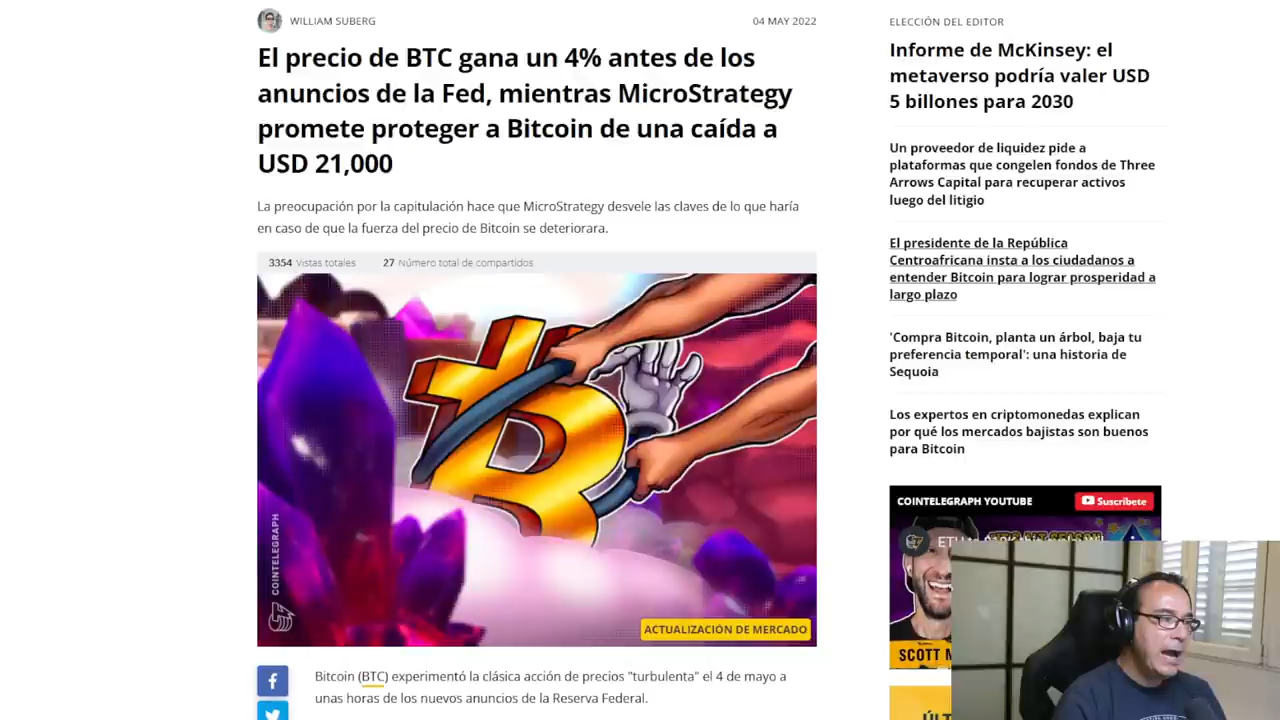 WILLIAM SUBERG
04 MAY 2022
El precio de BTC gana un 4% antes de los
anuncios de la Fed, mientras MicroStrategy
promete proteger a Bitcoin de una caída a
USD 21,000
La preocupación por la capitulación hace que MicroStrategy desvele las claves de lo que haría
en caso de que la fuerza del precio de Bitcoin se deteriorara.
3354 Vistas totales
27 Número total de compartidos
COINTELEGRAPH
ACTUALIZACIÓN DE MERCADO
Bitcoin (BTC) experimentó la clásica acción de precios "turbulenta" el 4 de mayo a
unas horas de los nuevos anuncios de la Reserva Federal.
ELECCIÓN DEL EDITOR
Informe de McKinsey: el
metaverso podría valer USD
5 billones para 2030
Un proveedor de liquidez pide a
plataformas que congelen fondos de Three
Arrows Capital para recuperar activos
luego del litigio
El presidente de la República
Centroafricana insta a los ciudadanos a
entender Bitcoin para lograr prosperidad a
largo plazo
'Compra Bitcoin, planta un árbol, baja tu
preferencia temporal': una historia de
Sequoia
Los expertos en criptomonedas explican
por qué los mercados bajistas son buenos
para Bitcoin
COINTELEGRAPH YOUTUBE
Suscríbete
SCOTT